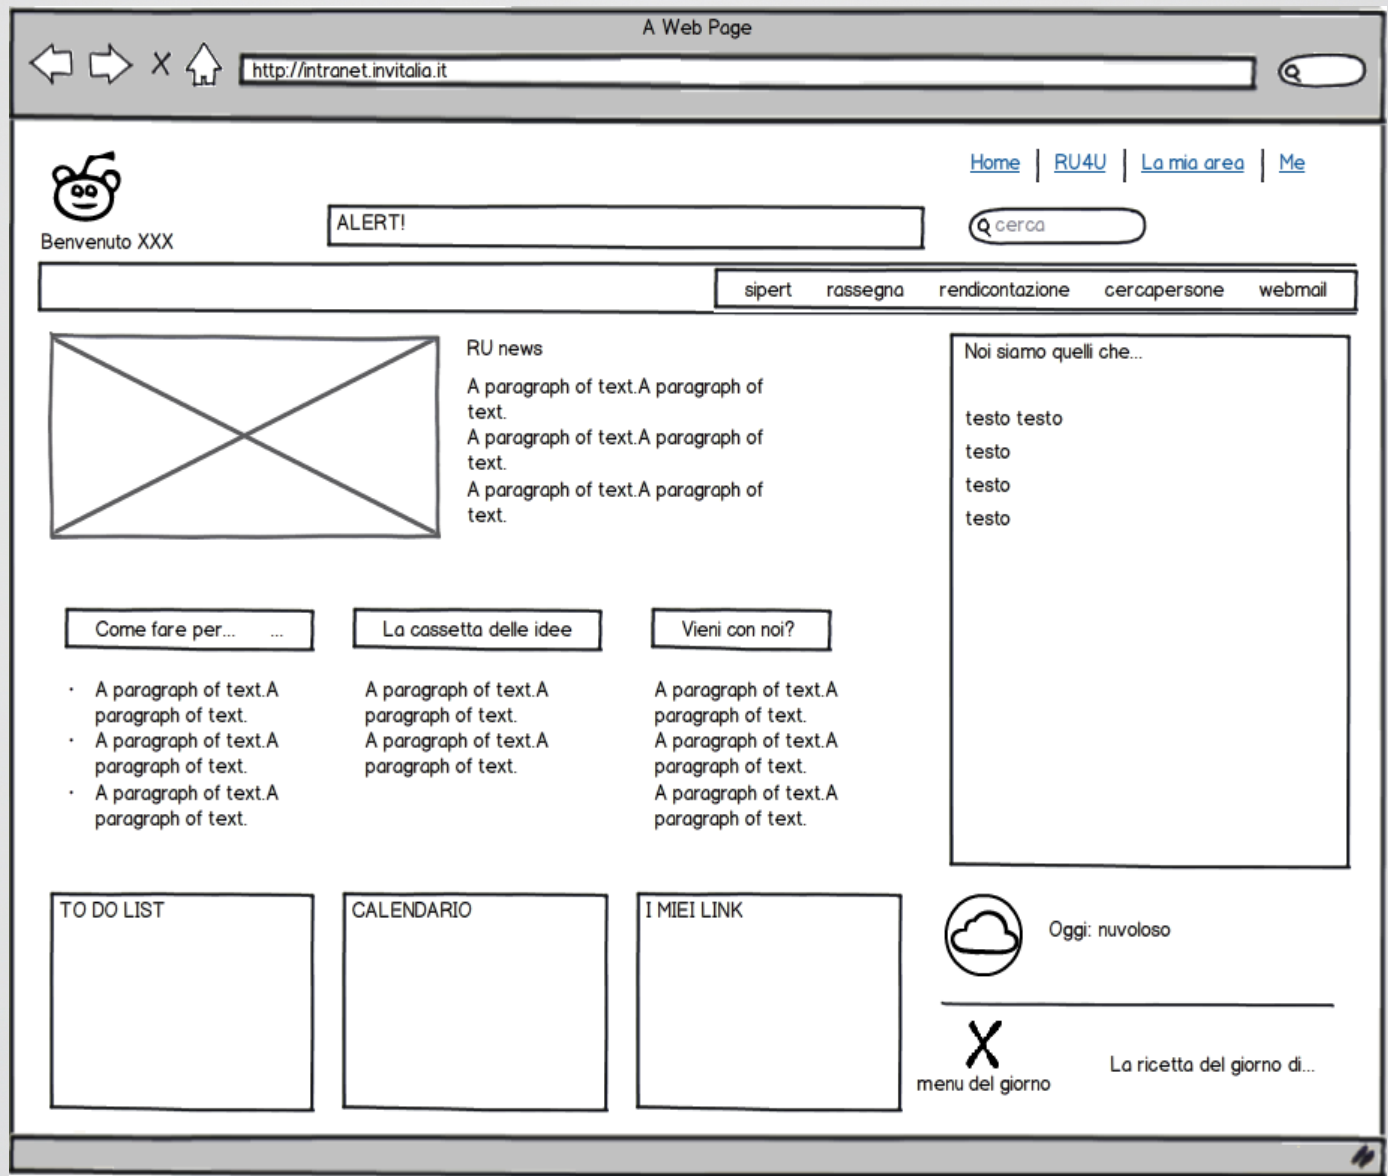 A Web Page
http://intranet.invitalia.it
Home
RU4U
La mia area
Me
Benvenuto XXX
ALERT!
cerca
sipert rassegna rendicontazione cercapersone webmail
RU news
A paragraph of text.A paragraph of
text.
A paragraph of text.A paragraph of
text.
A paragraph of text.A paragraph of
text.
Noi siamo quelli che...
testo testo
testo
testo
testo
Come fare per... ...
· A paragraph of text.A
paragraph of text.
· A paragraph of text.A
paragraph of text.
· A paragraph of text.A
paragraph of text.
La cassetta delle idee
A paragraph of text.A
paragraph of text.
A paragraph of text.A
paragraph of text.
Vieni con noi?
A paragraph of text.A
paragraph of text.
A paragraph of text.A
paragraph of text.
A paragraph of text.A
paragraph of text.
TO DO LIST
CALENDARIO
I MIEI LINK
Oggi: nuvoloso
menu del giorno
La ricetta del giorno di...